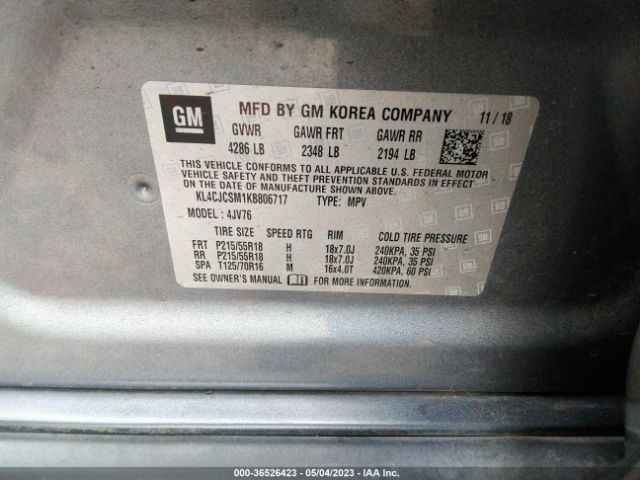 GM
MFD BY GM KOREA COMPANY
11 / 18
GVWR GAWR FRT GAWR RR
4286 LB 2348 LB 2194 LB
THIS VEHICLE CONFORMS TO ALL APPLICABLE U.S. FEDERAL MOTOR
VEHICLE SAFETY AND THEFT PREVENTION STANDARDS IN EFFECT
ON THE DATE OF MANUFACTURE SHOWN ABOVE.
KL4CJCSM1KB806717 TYPE: MPV
MODEL : 4JV76
TIRE SIZE SPEED RTG RIM COLD TIRE PRESSURE
FRT P215/55R18 H 18x7.0J 240KPA, 35 PSI
RR P215/55R18 H 18x7.0J 240KPA, 35 PSI
SPA T125/70R16 M 16x4.0T 420KPA, 60 PSI
SEE OWNER'S MANUAL FOR MORE INFORMATION.
000-36526423 - 05/04/2023 - IAA Inc.